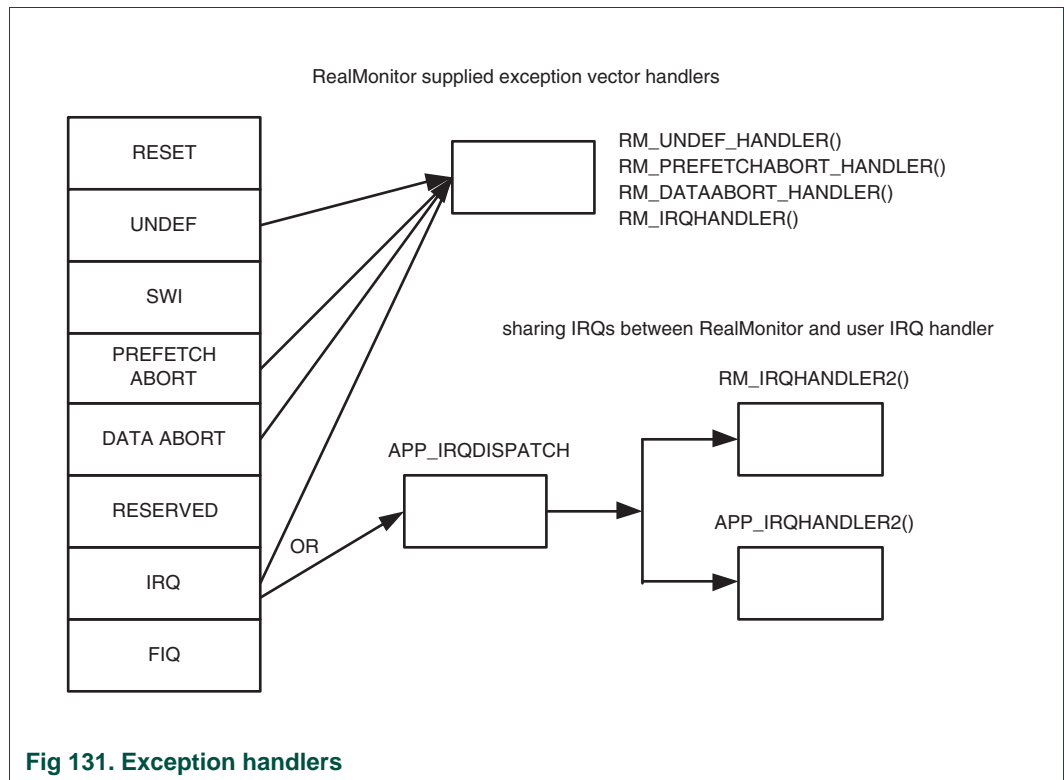 RealMonitor supplied exception vector handlers
RESET
UNDEF
SWI
PREFETCH
ABORT
DATA ABORT
RESERVED
IRQ
FIQ
RM_UNDEF_HANDLER()
RM_PREFETCHABORT_HANDLER()
RM_DATAABORT_HANDLER()
RM_IRQHANDLER()
sharing IRQs between RealMonitor and user IRQ handler
RM_IRQHANDLER2()
APP_IRQDISPATCH
APP_IRQHANDLER2()
OR
Fig 131. Exception handlers